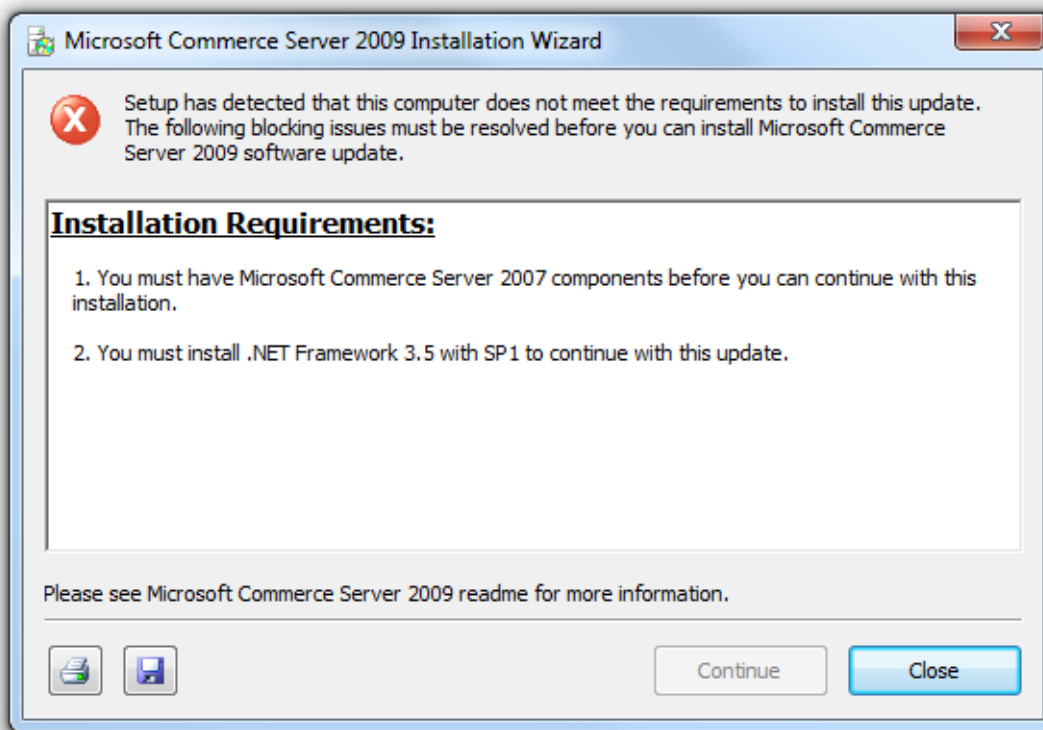 Microsoft Commerce Server 2009 Installation Wizard
Setup has detected that this computer does not meet the requirements to install this update.
The following blocking issues must be resolved before you can install Microsoft Commerce
Server 2009 software update.
Installation Requirements:
1. You must have Microsoft Commerce Server 2007 components before you can continue with this
installation.
2. You must install .NET Framework 3.5 with SP1 to continue with this update.
Please see Microsoft Commerce Server 2009 readme for more information.
Continue Close